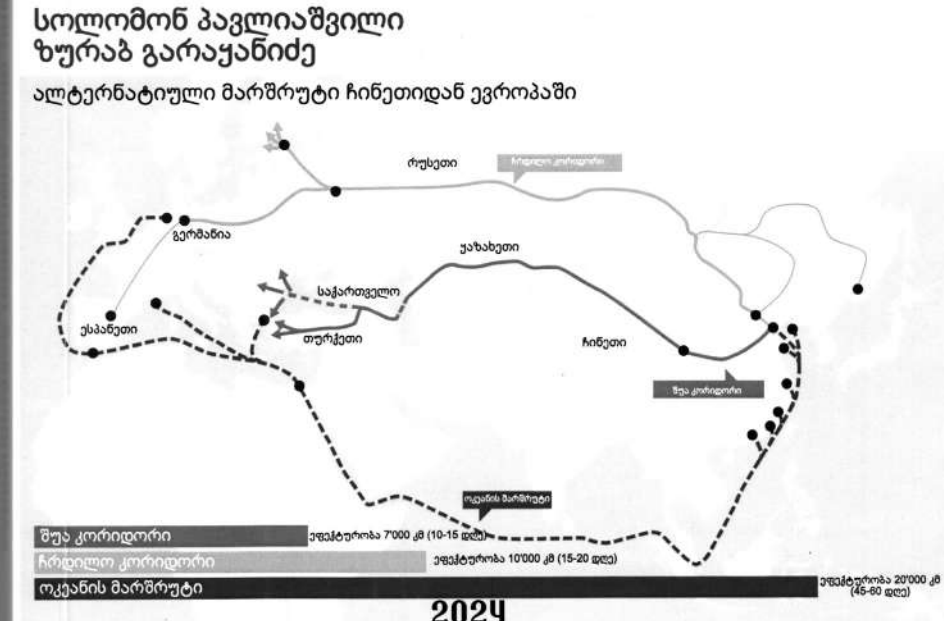 სოლომონ პავლიაშვილი
ზურაბ გარაყანიძე
ალტერნატიული მარშრუტი ჩინეთიდან ევროპაში
რუსეთი
ჩრდილო კორიდორი
გერმანია
ყაზახეთი
საქართველო
ესპანეთი
თურქეთი
ჩინეთი
შუა კორიდორი
ოკეანის მარშრუტი
შუა კორიდორი
ეფექტურობა 7'000 კმ (10-15 დღე)
ჩრდილო კორიდორი
ეფექტურობა 10'000 კმ (15-20 დღე)
ოკეანის მარშრუტი
ეფექტურობა 20'000 კმ
(45-60 დღე)
2024